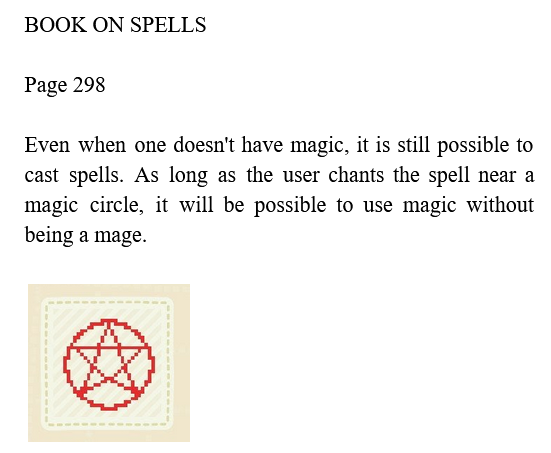 BOOK ON SPELLS
Page 298
Even when one doesn't have magic, it is still possible to
cast spells. As long as the user chants the spell near a
magic circle, it will be possible to use magic without
being a mage.